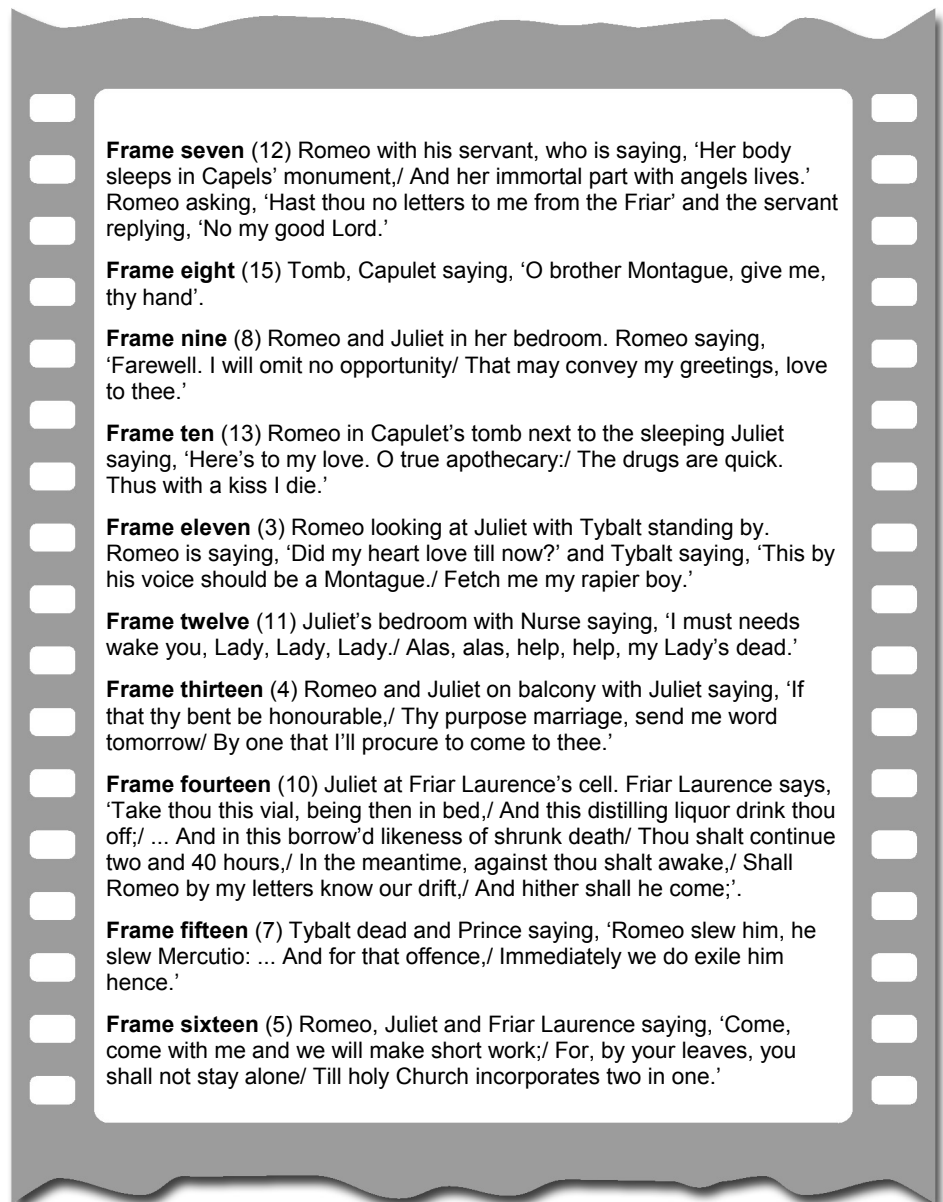 Frame seven (12) Romeo with his servant, who is saying, ‘Her body
sleeps in Capels’ monument,/ And her immortal part with angels lives.’
Romeo asking, ‘Hast thou no letters to me from the Friar’ and the servant
replying, ‘No my good Lord.’
Frame eight (15) Tomb, Capulet saying, ‘O brother Montague, give me,
thy hand’.
Frame nine (8) Romeo and Juliet in her bedroom. Romeo saying,
‘Farewell. I will omit no opportunity/ That may convey my greetings, love
to thee.’
Frame ten (13) Romeo in Capulet’s tomb next to the sleeping Juliet
saying, ‘Here’s to my love. O true apothecary:/ The drugs are quick.
Thus with a kiss I die.’
Frame eleven (3) Romeo looking at Juliet with Tybalt standing by.
Romeo is saying, ‘Did my heart love till now?’ and Tybalt saying, ‘This by
his voice should be a Montague./ Fetch me my rapier boy.’
Frame twelve (11) Juliet’s bedroom with Nurse saying, ‘I must needs
wake you, Lady, Lady, Lady./ Alas, alas, help, help, my Lady’s dead.’
Frame thirteen (4) Romeo and Juliet on balcony with Juliet saying, ‘If
that thy bent be honourable,/ Thy purpose marriage, send me word
tomorrow/ By one that I’ll procure to come to thee.’
Frame fourteen (10) Juliet at Friar Laurence’s cell. Friar Laurence says,
‘Take thou this vial, being then in bed,/ And this distilling liquor drink thou
off;/ ... And in this borrow’d likeness of shrunk death/ Thou shalt continue
two and 40 hours,/ In the meantime, against thou shalt awake,/ Shall
Romeo by my letters know our drift,/ And hither shall he come;’.
Frame fifteen (7) Tybalt dead and Prince saying, ‘Romeo slew him, he
slew Mercutio: ... And for that offence,/ Immediately we do exile him
hence.’
Frame sixteen (5) Romeo, Juliet and Friar Laurence saying, ‘Come,
come with me and we will make short work;/ For, by your leaves, you
shall not stay alone/ Till holy Church incorporates two in one.’